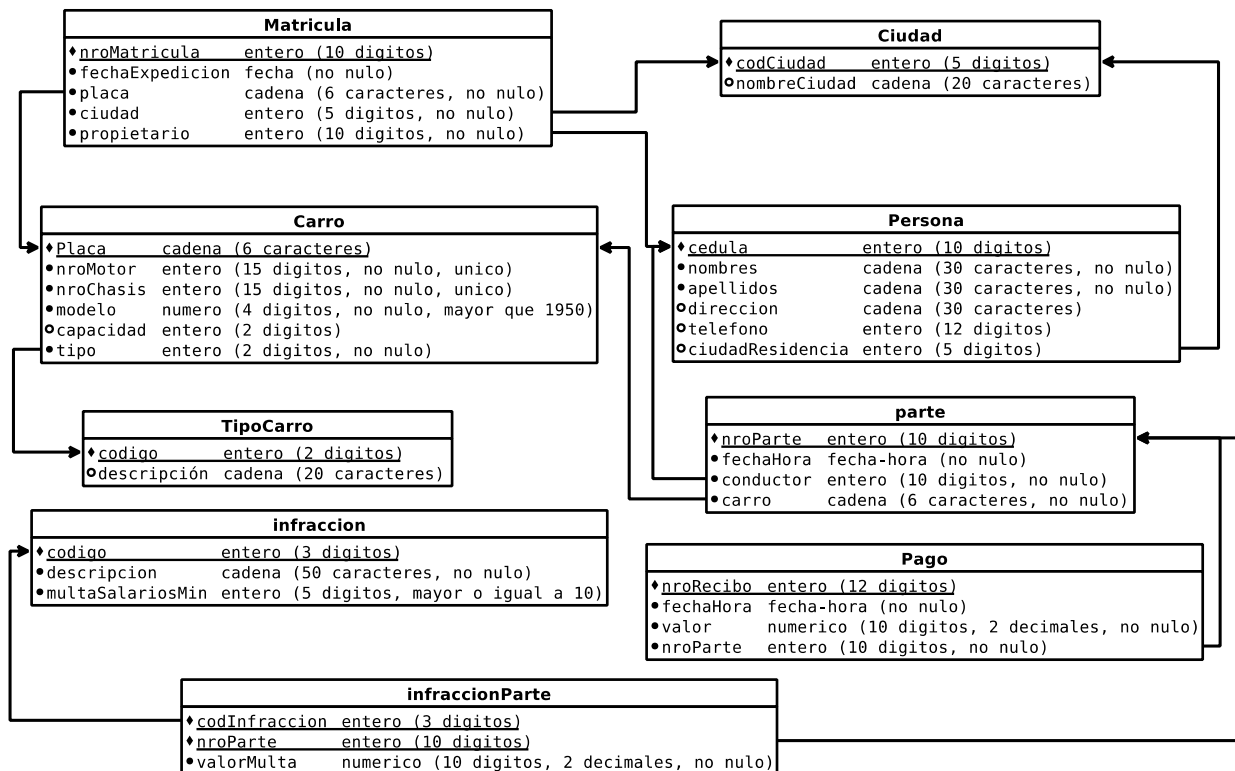 Matricula
nroMatricula entero (10 digitos)
fechaExpedicion fecha (no nulo)
placa cadena (6 caracteres, no nulo)
ciudad entero (5 digitos, no nulo)
propietario entero (10 digitos, no nulo)
Ciudad
codCiudad entero (5 digitos)
nombreCiudad cadena (20 caracteres)
Carro
Placa cadena (6 caracteres)
nroMotor entero (15 digitos, no nulo, unico)
nroChasis entero (15 digitos, no nulo, unico)
modelo numero (4 digitos, no nulo, mayor que 1950)
capacidad entero (2 digitos)
tipo entero (2 digitos, no nulo)
Persona
cedula entero (10 digitos)
nombres cadena (30 caracteres, no nulo)
apellidos cadena (30 caracteres, no nulo)
direccion cadena (30 caracteres)
telefono entero (12 digitos)
ciudadResidencia entero (5 digitos)
TipoCarro
codigo entero (2 digitos)
descripción cadena (20 caracteres)
parte
nroParte entero (10 digitos)
fechaHora fecha-hora (no nulo)
conductor entero (10 digitos, no nulo)
carro cadena (6 caracteres, no nulo)
infraccion
codigo entero (3 digitos)
descripcion cadena (50 caracteres, no nulo)
multaSalariosMin entero (5 digitos, mayor o igual a 10)
Pago
nroRecibo entero (12 digitos)
fechaHora fecha-hora (no nulo)
valor numerico (10 digitos, 2 decimales, no nulo)
nroParte entero (10 digitos, no nulo)
infraccionParte
codInfraccion entero (3 digitos)
nroParte entero (10 digitos)
valorMulta numerico (10 digitos, 2 decimales, no nulo)